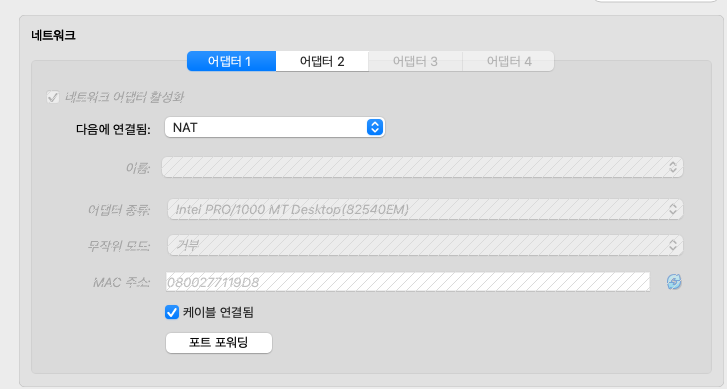 네트워크
어댑터 1 어댑터 2 어댑터 3 어댑터 4
네트워크 어댑터 활성화
다음에 연결됨: NAT
이름:
어댑터 종류: Intel PRO/1000 MT Desktop(82540EM)
무작위 모드: 거부
MAC 주소: 0800277119D8
케이블 연결됨
포트 포워딩